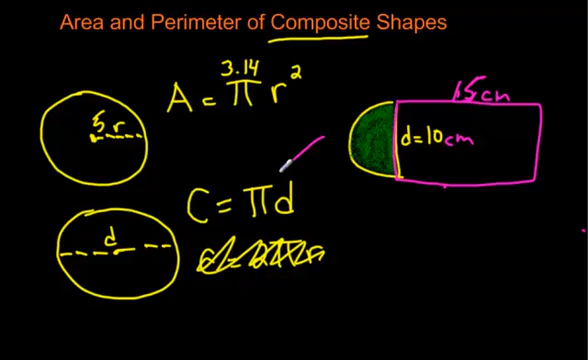 Area and Perimeter of Composite Shapes
3.14
A = π r²
5 r
15cm
d=10cm
C = πd
d